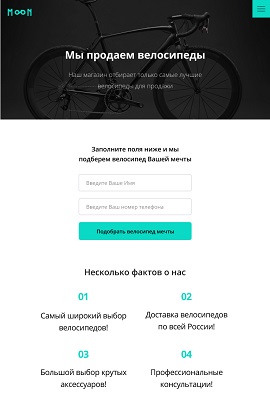 MOON
Мы продаем велосипеды
Наш магазин отбирает только самые лучшие
велосипеды для продажи
Заполните поля ниже и мы
подберем велосипед Вашей мечты
Введите Ваше Имя
Введите Ваш номер телефона
Подобрать велосипед мечты
Несколько фактов о нас
01
Самый широкий выбор
велосипедов!
02
Доставка велосипедов
по всей России!
03
Большой выбор крутых
аксессуаров!
04
Профессиональные
консультации!